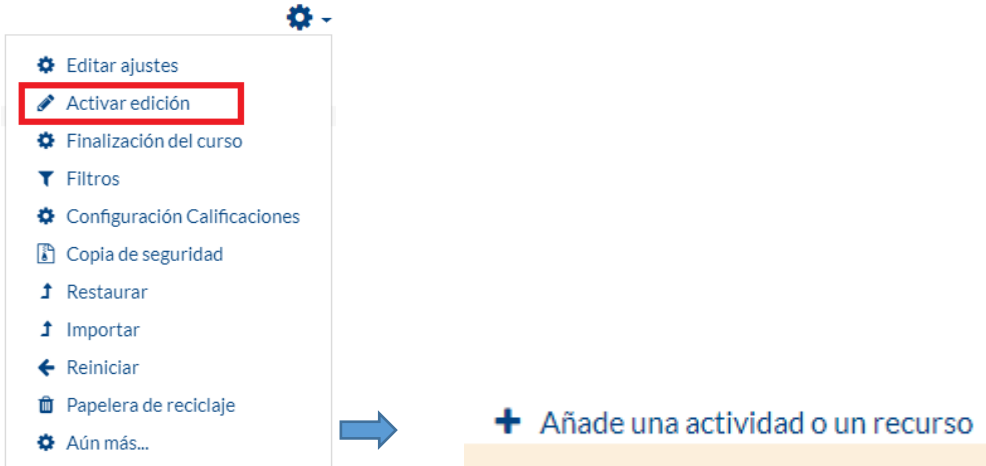 Editar ajustes
Activar edición
Finalización del curso
Filtros
Configuración Calificaciones
Copia de seguridad
Restaurar
Importar
Reiniciar
Papelera de reciclaje
Aún más...
Añade una actividad o un recurso